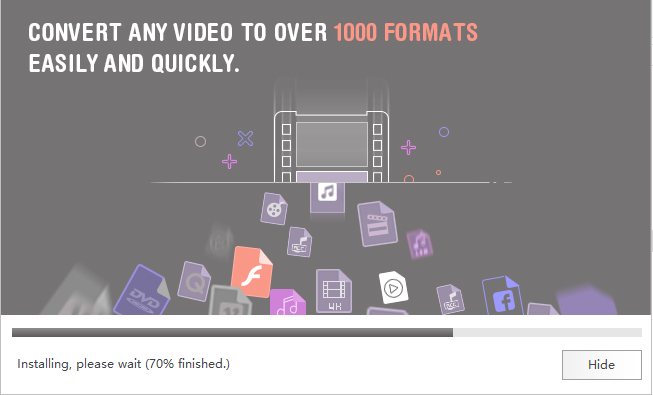 CONVERT ANY VIDEO TO OVER 1000 FORMATS
EASILY AND QUICKLY.
DVD
4K
Installing, please wait (70% finished.)
Hide